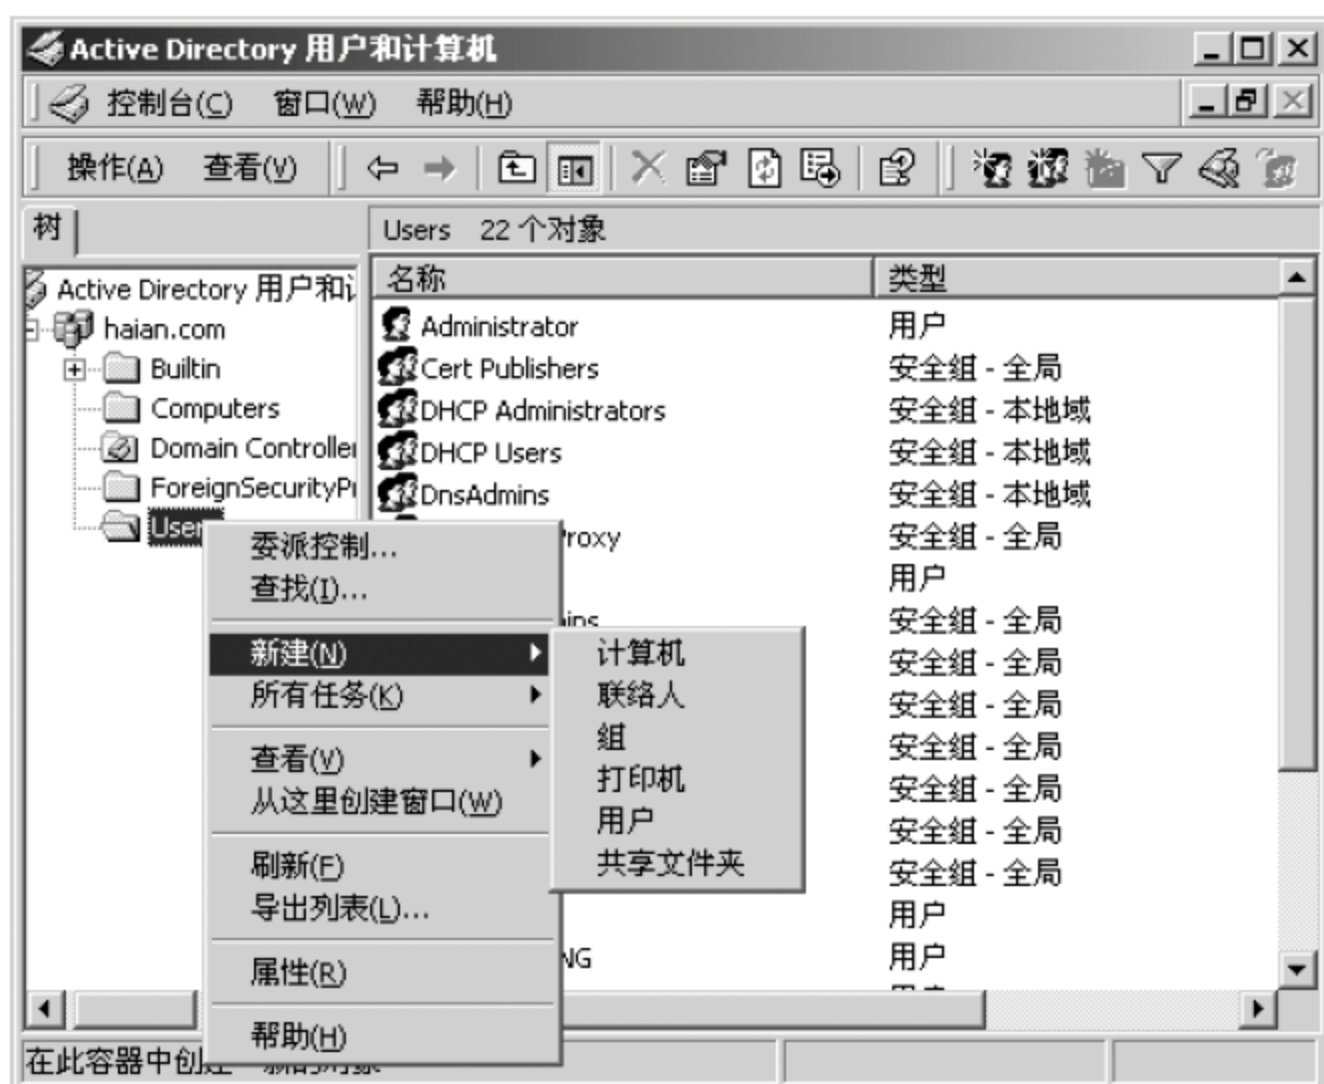 Active Directory 用户和计算机
控制台(C) 窗口(W) 帮助(H)
操作(A) 查看(V)
树
Users 22 个对象
Active Directory 用户和
haian.com
Builtin
Computers
Domain Controller
ForeignSecurityP
User
名称 类型
Administrator 用户
Cert Publishers 安全组 - 全局
DHCP Administrators 安全组 - 本地域
DHCP Users 安全组 - 本地域
DnsAdmins 安全组 - 本地域
roxy 安全组 - 全局
用户
安全组 - 全局
安全组 - 全局
安全组 - 全局
安全组 - 全局
安全组 - 全局
安全组 - 全局
安全组 - 全局
用户
NG 用户
委派控制...
查找(I)...
新建(N)
所有任务(K)
查看(V)
从这里创建窗口(W)
刷新(F)
导出列表(L)...
属性(R)
帮助(H)
计算机
联络人
组
打印机
用户
共享文件夹
在此容器中创建